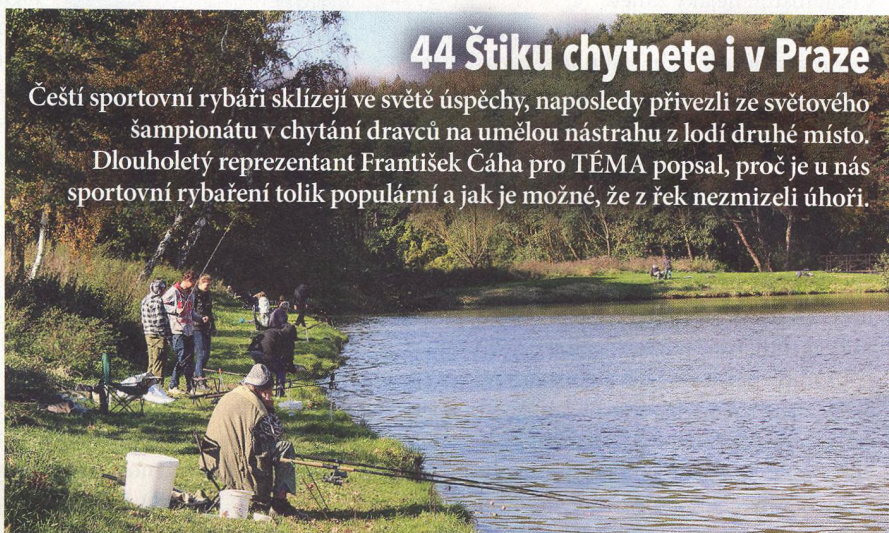 44 Štiku chytnete i v Praze
Čeští sportovní rybáři sklízejí ve světě úspěchy, naposledy přivezli ze světového
šampionátu v chytání dravců na umělou nástrahu z lodí druhé místo.
Dlouholetý reprezentant František Čáha pro TÉMA popsal, proč je u nás
sportovní rybaření tolik populární a jak je možné, že z řek nezmizeli úhoři.